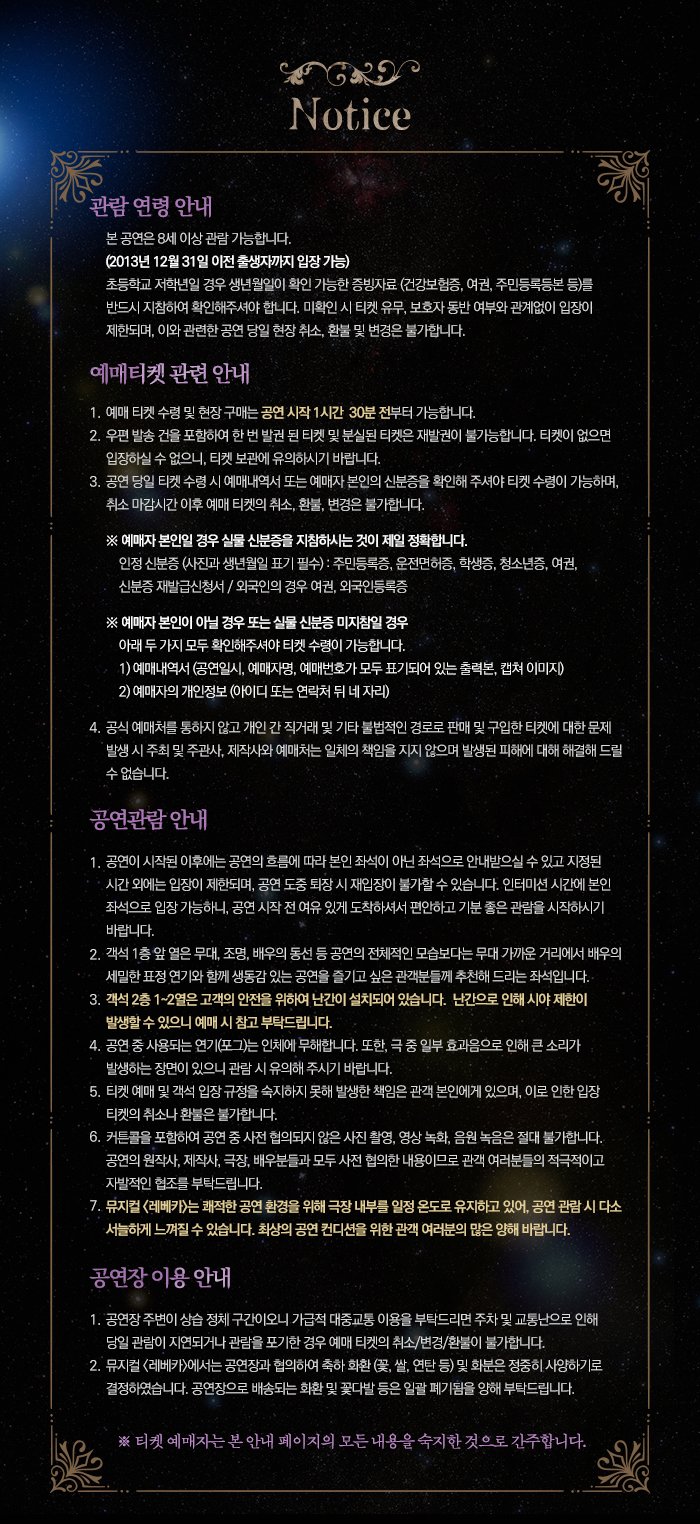 Notice
관람 연령 안내
본 공연은 8세 이상 관람 가능합니다.
(2013년 12월 31일 이전 출생자까지 입장 가능)
초등학교 저학년일 경우 생년월일이 확인 가능한 증빙자료 (건강보험증, 여권, 주민등록등본 등)를
반드시 지참하여 확인해주셔야 합니다. 미확인 시 티켓 유무, 보호자 동반 여부와 관계없이 입장이
제한되며, 이와 관련한 공연 당일 현장 취소, 환불 및 변경은 불가합니다.
예매티켓 관련 안내
1. 예매 티켓 수령 및 현장 구매는 공연 시작 1시간 30분 전부터 가능합니다.
2. 우편 발송 건을 포함하여 한 번 발권 된 티켓 및 분실된 티켓은 재발권이 불가능합니다. 티켓이 없으면
입장하실 수 없으니, 티켓 보관에 유의하시기 바랍니다.
3. 공연 당일 티켓 수령 시 예매내역서 또는 예매자 본인의 신분증을 확인해 주셔야 티켓 수령이 가능하며,
취소 마감시간 이후 예매 티켓의 취소, 환불, 변경은 불가합니다.
※ 예매자 본인일 경우 실물 신분증을 지참하시는 것이 제일 정확합니다.
인정 신분증 (사진과 생년월일 표기 필수) : 주민등록증, 운전면허증, 학생증, 청소년증, 여권,
신분증 재발급신청서 / 외국인의 경우 여권, 외국인등록증
※ 예매자 본인이 아닐 경우 또는 실물 신분증 미지참일 경우
아래 두 가지 모두 확인해주셔야 티켓 수령이 가능합니다.
1) 예매내역서 (공연일시, 예매자명, 예매번호가 모두 표기되어 있는 출력본, 캡쳐 이미지)
2) 예매자의 개인정보 (아이디 또는 연락처 뒤 네 자리)
4. 공식 예매처를 통하지 않고 개인 간 직거래 및 기타 불법적인 경로로 판매 및 구입한 티켓에 대한 문제
발생 시 주최 및 주관사, 제작사와 예매처는 일체의 책임을 지지 않으며 발생된 피해에 대해 해결해 드릴
수 없습니다.
공연관람 안내
1. 공연이 시작된 이후에는 공연의 흐름에 따라 본인 좌석이 아닌 좌석으로 안내받으실 수 있고 지정된
시간 외에는 입장이 제한되며, 공연 도중 퇴장 시 재입장이 불가할 수 있습니다. 인터미션 시간에 본인
좌석으로 입장 가능하니, 공연 시작 전 여유 있게 도착하셔서 편안하고 기분 좋은 관람을 시작하시기
바랍니다.
2. 객석 1층 앞 열은 무대, 조명, 배우의 동선 등 공연의 전체적인 모습보다는 무대 가까운 거리에서 배우의
세밀한 표정 연기와 함께 생동감 있는 공연을 즐기고 싶은 관객분들께 추천해 드리는 좌석입니다.
3. 객석 2층 1~2열은 고객의 안전을 위하여 난간이 설치되어 있습니다. 난간으로 인해 시야 제한이
발생할 수 있으니 예매 시 참고 부탁드립니다.
4. 공연 중 사용되는 연기(포그)는 인체에 무해합니다. 또한, 극 중 일부 효과음으로 인해 큰 소리가
발생하는 장면이 있으니 관람 시 유의해 주시기 바랍니다.
5. 티켓 예매 및 객석 입장 규정을 숙지하지 못해 발생한 책임은 관객 본인에게 있으며, 이로 인한 입장
티켓의 취소나 환불은 불가합니다.
6. 커튼콜을 포함하여 공연 중 사전 협의되지 않은 사진 촬영, 영상 녹화, 음원 녹음은 절대 불가합니다.
공연의 원작사, 제작사, 극장, 배우분들과 모두 사전 협의한 내용이므로 관객 여러분들의 적극적이고
자발적인 협조를 부탁드립니다.
7. 뮤지컬 <레베카>는 쾌적한 공연 환경을 위해 극장 내부를 일정 온도로 유지하고 있어, 공연 관람 시 다소
서늘하게 느껴질 수 있습니다. 최상의 공연 컨디션을 위한 관객 여러분의 많은 양해 바랍니다.
공연장 이용 안내
1. 공연장 주변이 상습 정체 구간이오니 가급적 대중교통 이용을 부탁드리면 주차 및 교통난으로 인해
당일 관람이 지연되거나 관람을 포기한 경우 예매 티켓의 취소/변경/환불이 불가합니다.
2. 뮤지컬 <레베카>에서는 공연장과 협의하여 축하 화환 (꽃, 쌀, 연탄 등) 및 화분은 정중히 사양하기로
결정하였습니다. 공연장으로 배송되는 화환 및 꽃다발 등은 일괄 폐기됨을 양해 부탁드립니다.
※ 티켓 예매자는 본 안내 페이지의 모든 내용을 숙지한 것으로 간주합니다.